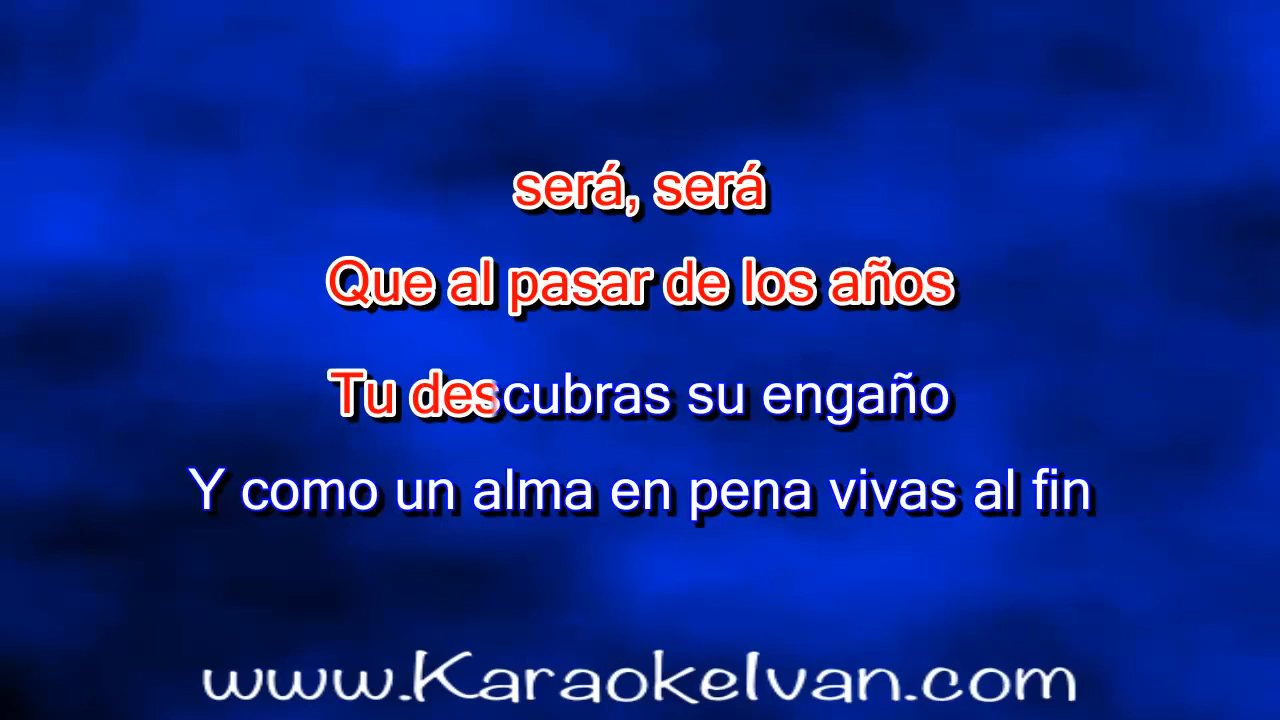 será, será
Que al pasar de los años
Tu descubras su engaño
Y como un alma en pena vivas al fin
www.KaraokeIvan.com